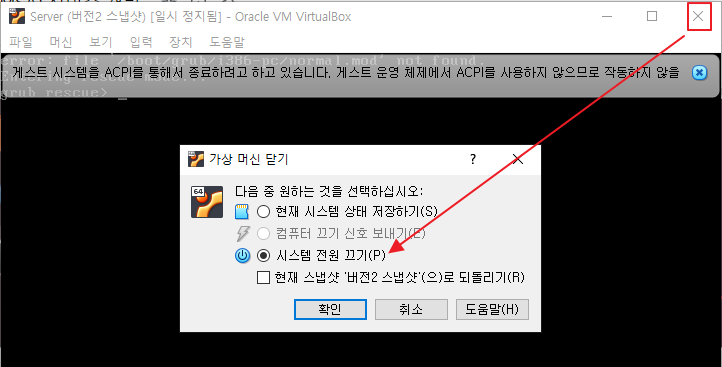 Server (버전2 스냅샷) [일시 정지됨] - Oracle VM VirtualBox
파일 머신 보기 입력 장치 도움말
error: file '/boot/grub/i386-pc/normal.mod' not found.
게스트 시스템을 ACPI를 통해서 종료하려고 하고 있습니다. 게스트 운영 체제에서 ACPI를 사용하지 않으므로 작동하지 않을
grub rescue> _
가상 머신 닫기
다음 중 원하는 것을 선택하십시오:
64
현재 시스템 상태 저장하기(S)
컴퓨터 끄기 신호 보내기(E)
시스템 전원 끄기(P)
현재 스냅샷 '버전2 스냅샷'(으)로 되돌리기(R)
확인 취소 도움말(H)